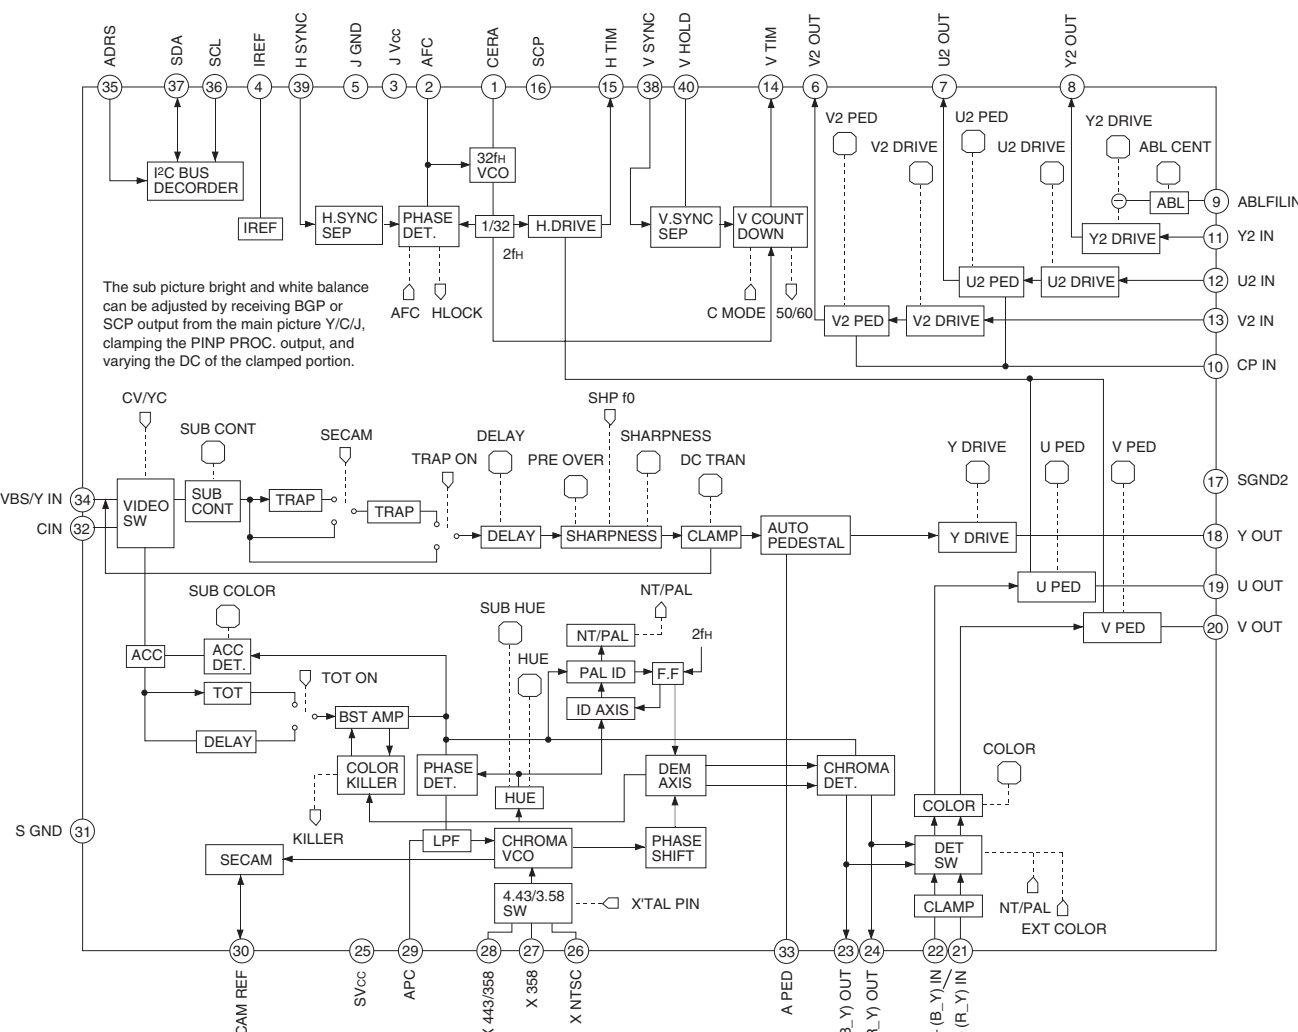 ADRS
SDA
SCL
IREF
H SYNC
J GND
J Vcc
AFC
CERA
SCP
H TIM
V SYNC
V HOLD
V TIM
V2 OUT
U2 OUT
Y2 OUT
35
37
36
4
39
5
3
2
1
16
15
38
40
14
6
7
8
V2 PED
U2 PED
Y2 DRIVE
V2 DRIVE
U2 DRIVE
ABL CENT
I²C BUS
DECORDER
32fH
VCO
ABL
9
ABLFILIN
IREF
H.SYNC
SEP
PHASE
DET.
1/32
H.DRIVE
2fH
V.SYNC
SEP
V COUNT
DOWN
Y2 DRIVE
11
Y2 IN
U2 PED
U2 DRIVE
12
U2 IN
The sub picture bright and white balance
can be adjusted by receiving BGP or
SCP output from the main picture Y/C/J,
clamping the PINP PROC. output, and
varying the DC of the clamped portion.
AFC
HLOCK
C MODE
50/60
V2 PED
V2 DRIVE
13
V2 IN
10
CP IN
CV/YC
SUB CONT
SECAM
TRAP ON
DELAY
PRE OVER
SHP f0
SHARPNESS
DC TRAN
Y DRIVE
U PED
V PED
17
SGND2
VBS/Y IN
34
CIN
32
VIDEO
SW
SUB
CONT
TRAP
TRAP
DELAY
SHARPNESS
CLAMP
AUTO
PEDESTAL
Y DRIVE
18
Y OUT
U PED
19
U OUT
V PED
20
V OUT
SUB COLOR
SUB HUE
NT/PAL
HUE
NT/PAL
2fH
ACC
ACC
DET.
PAL ID
F.F
TOT
TOT ON
ID AXIS
BST AMP
DELAY
COLOR
KILLER
PHASE
DET.
HUE
DEM
AXIS
CHROMA
DET.
COLOR
COLOR
S GND
31
KILLER
LPF
CHROMA
VCO
PHASE
SHIFT
DET
SW
SECAM
4.43/3.58
SW
X'TAL PIN
CLAMP
NT/PAL
EXT COLOR
30
25
29
28
27
26
33
23
24
22
21
CAM REF
SVcc
APC
X 443/358
X 358
X NTSC
A PED
B_Y) OUT
R_Y) OUT
(B_Y) IN
(R_Y) IN